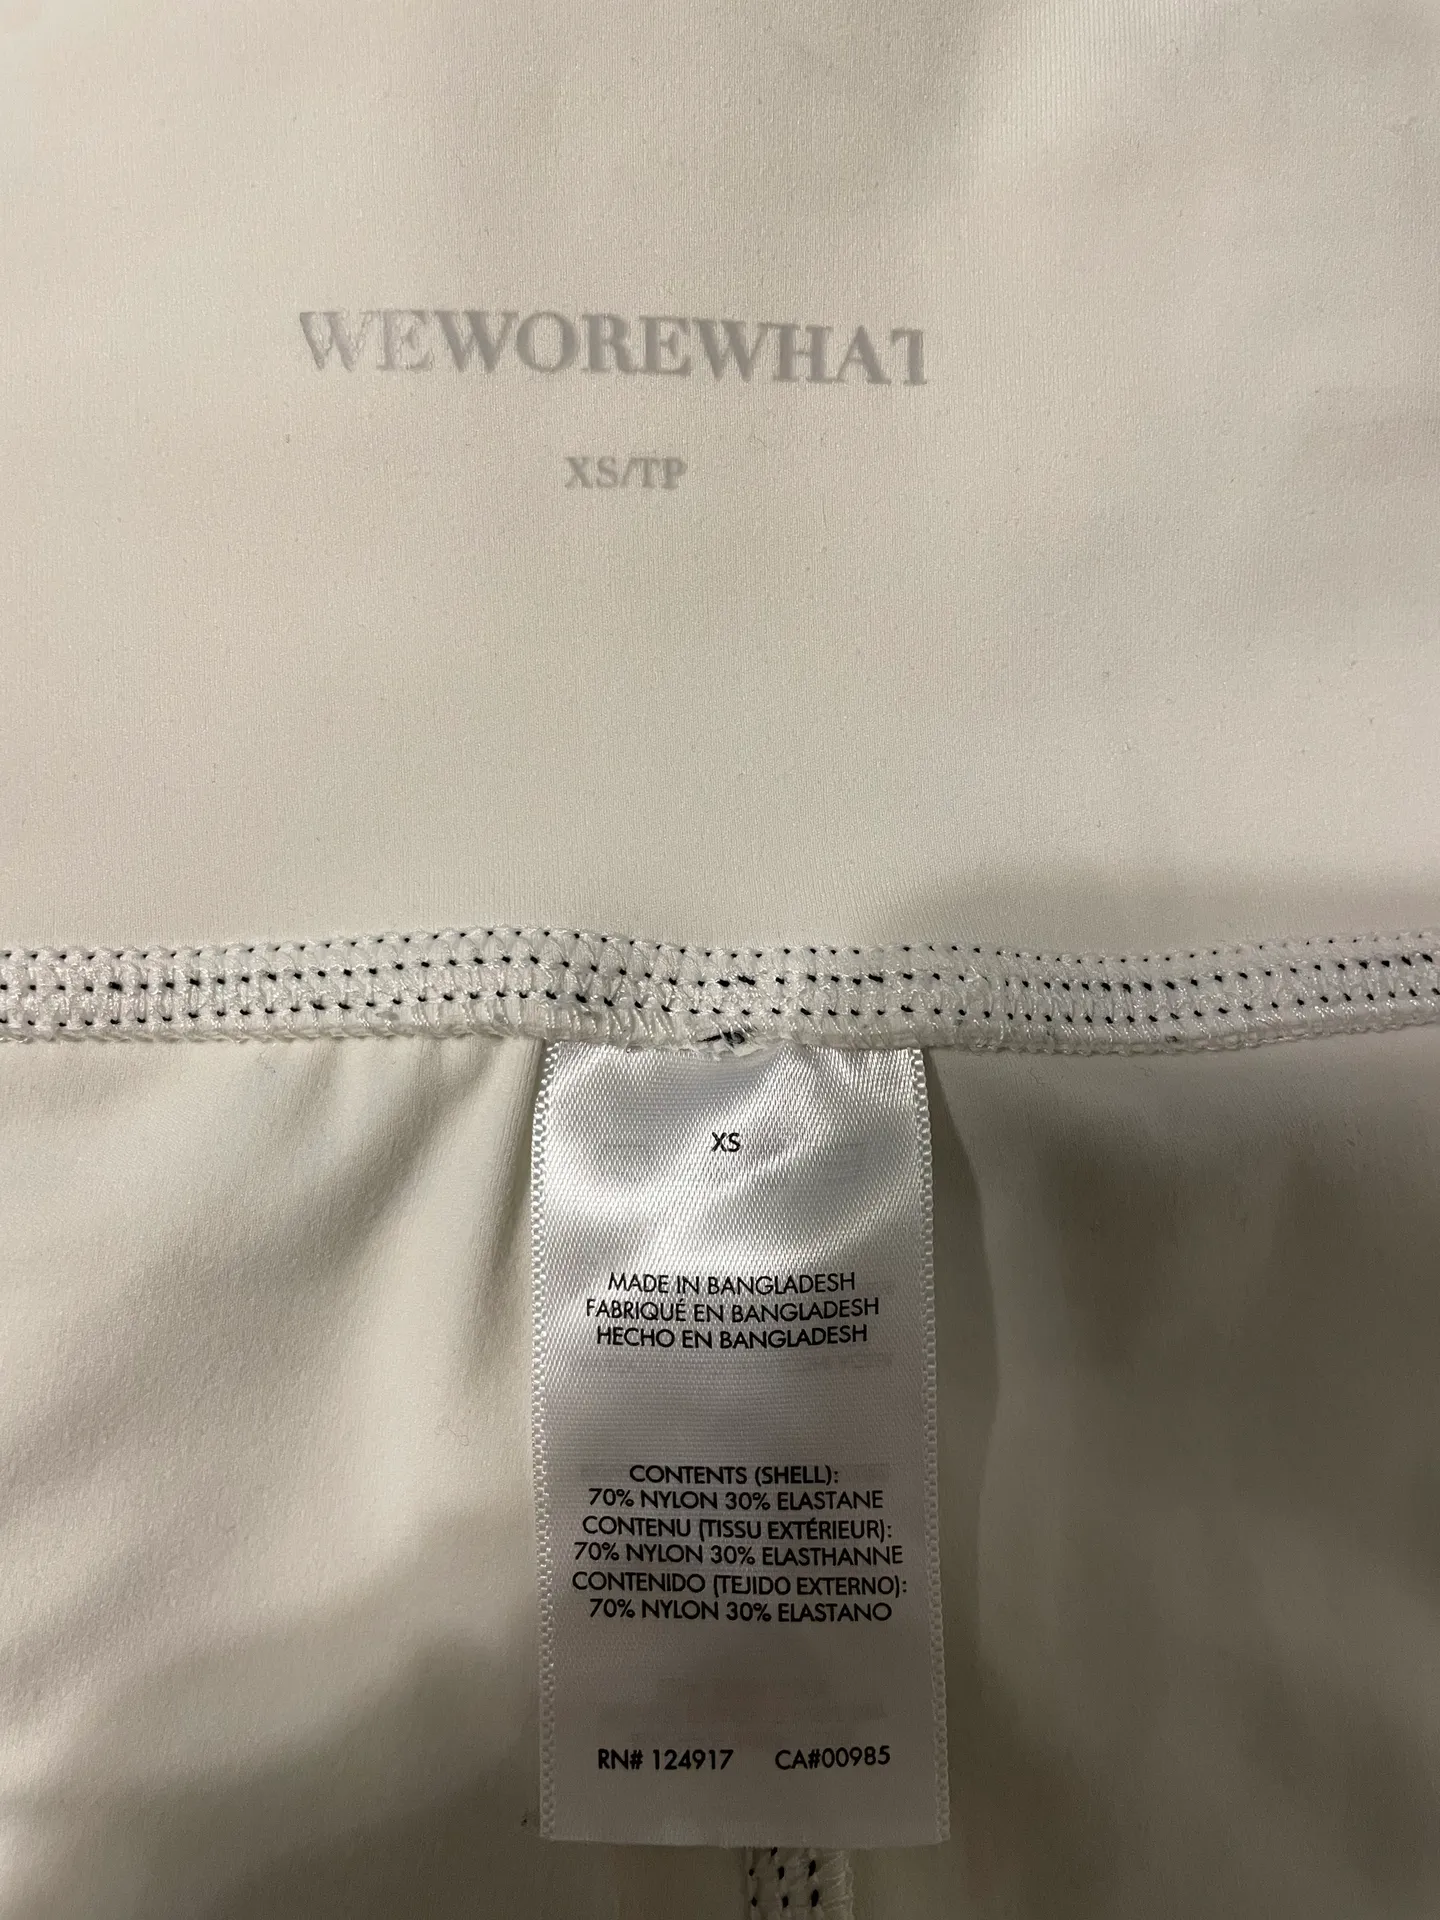 WEWOREWHAT
XS/TP
XS
MADE IN BANGLADESH
FABRIQUÉ EN BANGLADESH
HECHO EN BANGLADESH
CONTENTS (SHELL):
70% NYLON 30% ELASTANE
CONTENU (TISSU EXTÉRIEUR):
70% NYLON 30% ELASTHANNE
CONTENIDO (TEJIDO EXTERNO):
70% NYLON 30% ELASTANO
RN# 124917 CA#00985